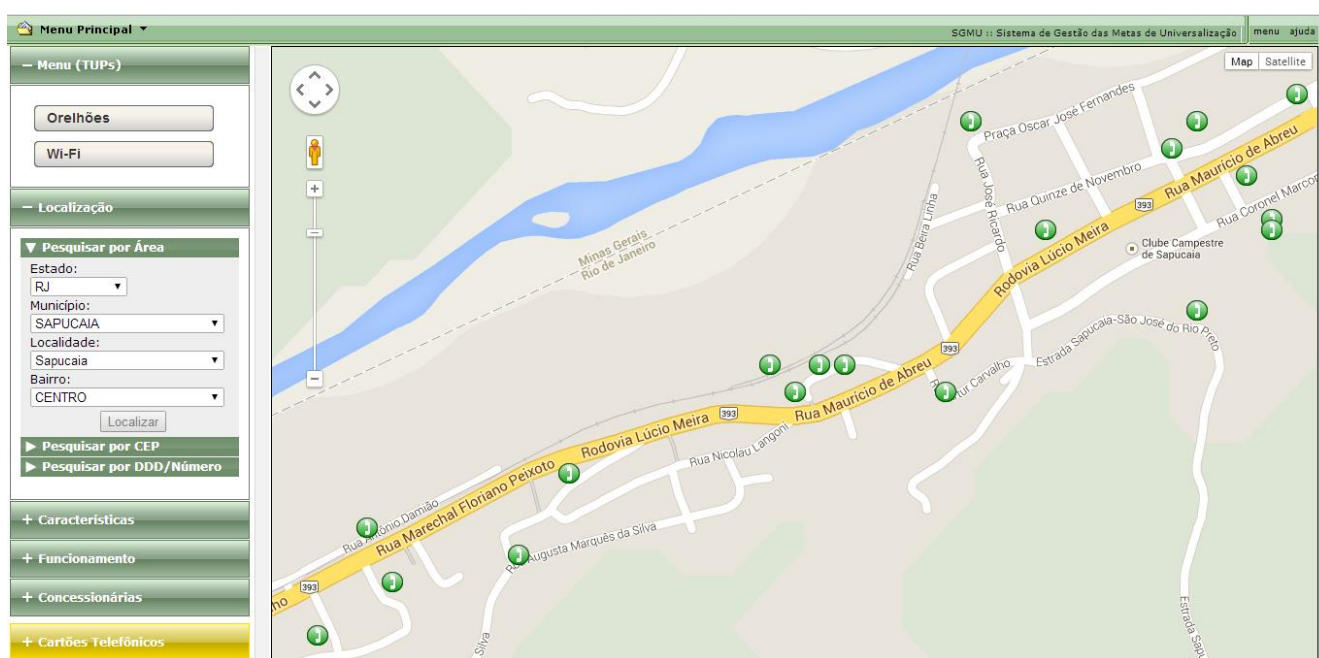 Menu Principal
SGMU :: Sistema de Gestão das Metas de Universalização
menu ajuda
− Menu (TUPs)
Orelhões
Wi-Fi
− Localização
Pesquisar por Área
Estado:
RJ
Município:
SAPUCAIA
Localidade:
Sapucaia
Bairro:
CENTRO
Localizar
Pesquisar por CEP
Pesquisar por DDD/Número
+ Características
+ Funcionamento
+ Concessionárias
+ Cartões Telefônicos
Map Satellite
Praça Oscar José Fernandes
Rua Maurício de Abreu
Rua Quinze de Novembro
Rua José Ricardo
393
Rua Coronel Marcon
Rua Beira Linha
Minas Gerais
Rio de Janeiro
Rodovia Lúcio Meira
Clube Campestre
de Sapucaia
Estrada Sapucaia-São José do Rio Preto
393
Carvalho
Rua Maurício de Abreu
393
Rodovia Lúcio Meira
Rua Nicolau Langoni
Rua Marechal Floriano Peixoto
Antônio Damião
Augusta Marquês da Silva
393
nho
Silva
Estrada Sapu